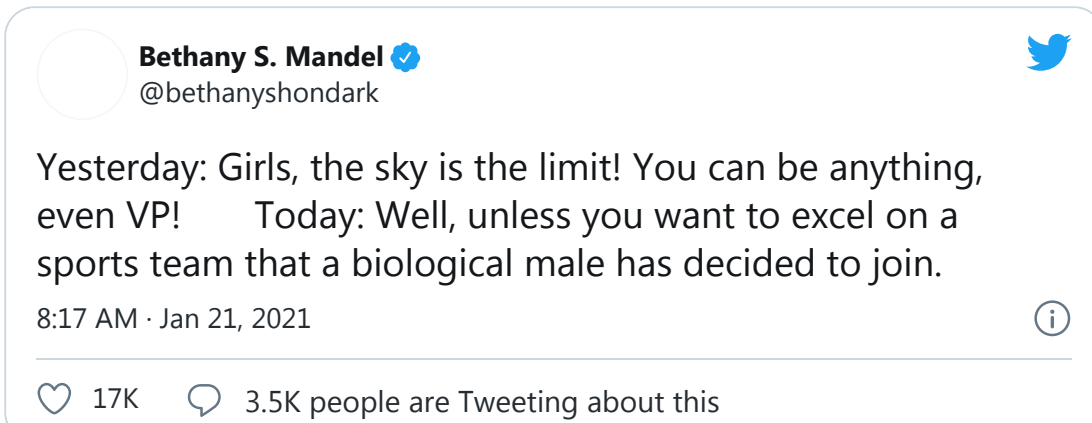 Bethany S. Mandel
@bethanyshondark
Yesterday: Girls, the sky is the limit! You can be anything,
even VP! Today: Well, unless you want to excel on a
sports team that a biological male has decided to join.
8:17 AM · Jan 21, 2021
17K 3.5K people are Tweeting about this